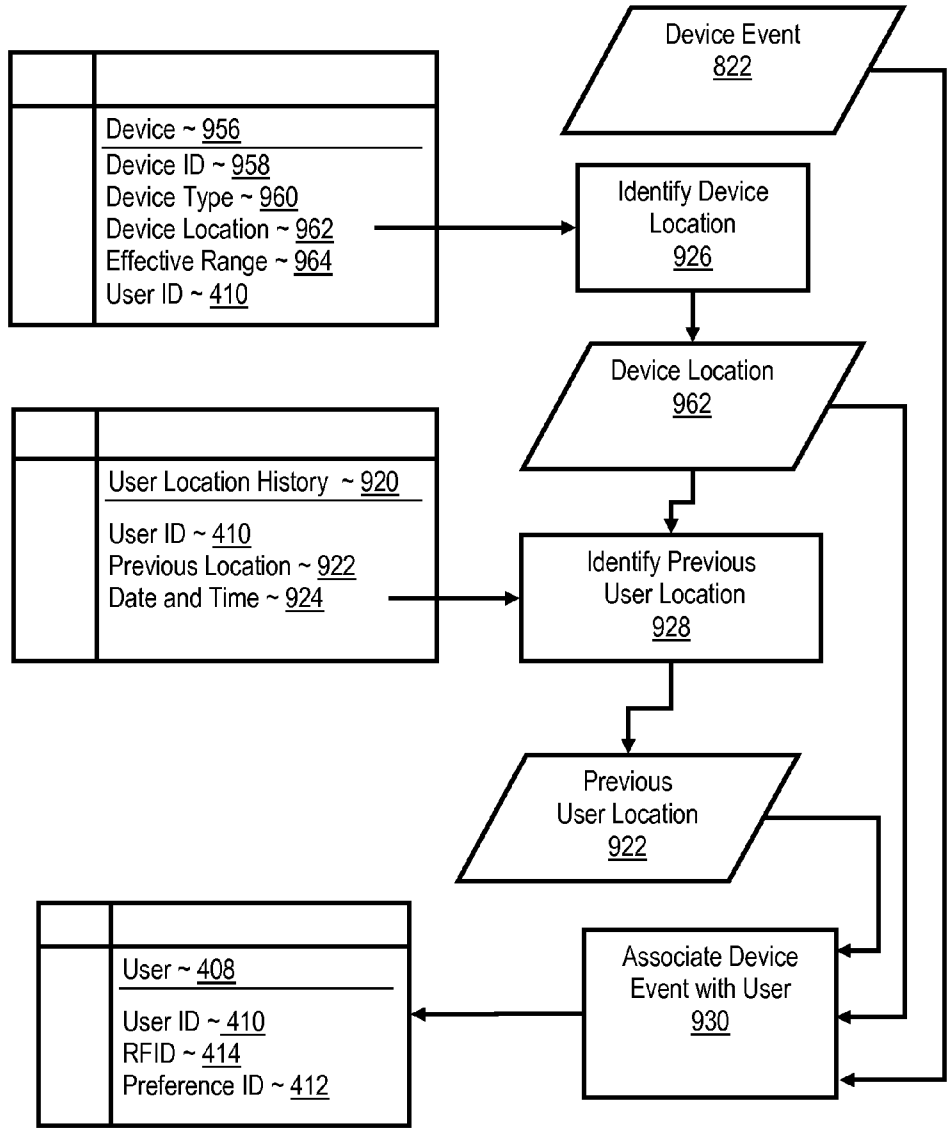 Device Event
822
Device ~ 956
Device ID ~ 958
Device Type ~ 960
Device Location ~ 962
Effective Range ~ 964
User ID ~ 410
Identify Device
Location
926
Device Location
962
User Location History ~ 920
User ID ~ 410
Previous Location ~ 922
Date and Time ~ 924
Identify Previous
User Location
928
Previous
User Location
922
User ~ 408
User ID ~ 410
RFID ~ 414
Preference ID ~ 412
Associate Device
Event with User
930